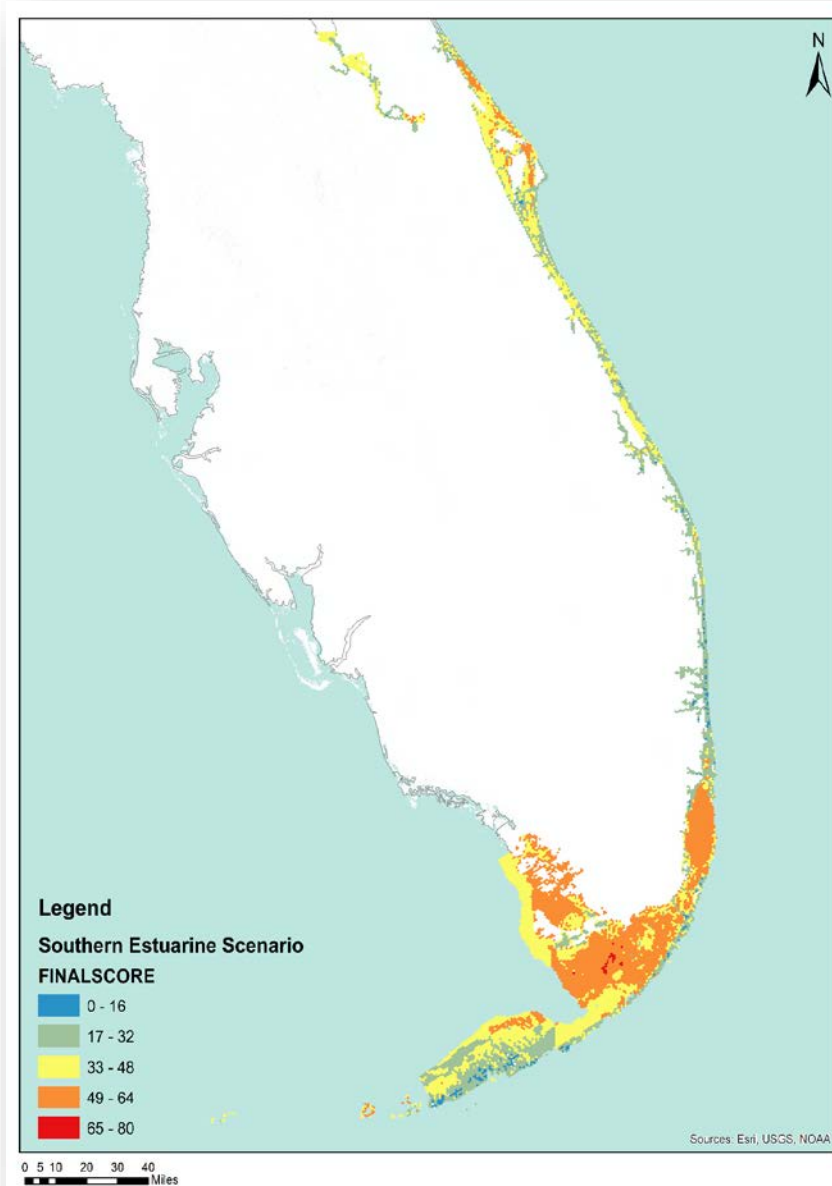 N
Legend
Southern Estuarine Scenario
FINALSCORE
0 - 16
17 - 32
33 - 48
49 - 64
65 - 80
Sources: Esri, USGS, NOAA
0 5 10 20 30 40
Miles